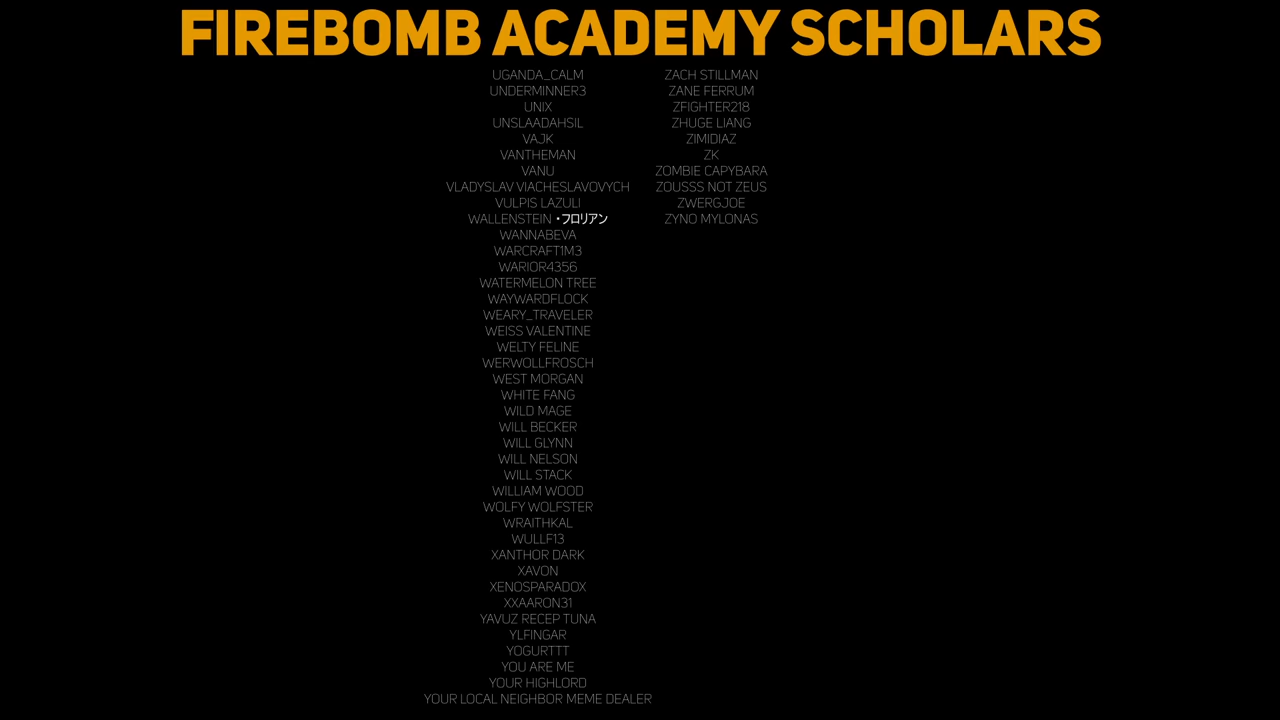 FIREBOMB ACADEMY SCHOLARS
UGANDA_CALM
UNDERMINNER3
UNIX
UNSLAADAHSIL
VAJK
VANTHEMAN
VANU
VLADYSLAV VIACHESLAVOVYCH
VULPIS LAZULI
WALLENSTEIN ・フロリアン
WANNABEVA
WARCRAFT1M3
WARIOR4356
WATERMELON TREE
WAYWARDFLOCK
WEARY_TRAVELER
WEISS VALENTINE
WELTY FELINE
WERWOLLFROSCH
WEST MORGAN
WHITE FANG
WILD MAGE
WILL BECKER
WILL GLYNN
WILL NELSON
WILL STACK
WILLIAM WOOD
WOLFY WOLFSTER
WRAITHKAL
WULLF13
XANTHOR DARK
XAVON
XENOSPARADOX
XXAARON31
YAVUZ RECEP TUNA
YLFINGAR
YOGURTTT
YOU ARE ME
YOUR HIGHLORD
YOUR LOCAL NEIGHBOR MEME DEALER
ZACH STILLMAN
ZANE FERRUM
ZFIGHTER218
ZHUGE LIANG
ZIMIDIAZ
ZK
ZOMBIE CAPYBARA
ZOUSSS NOT ZEUS
ZWERGJOE
ZYNO MYLONAS